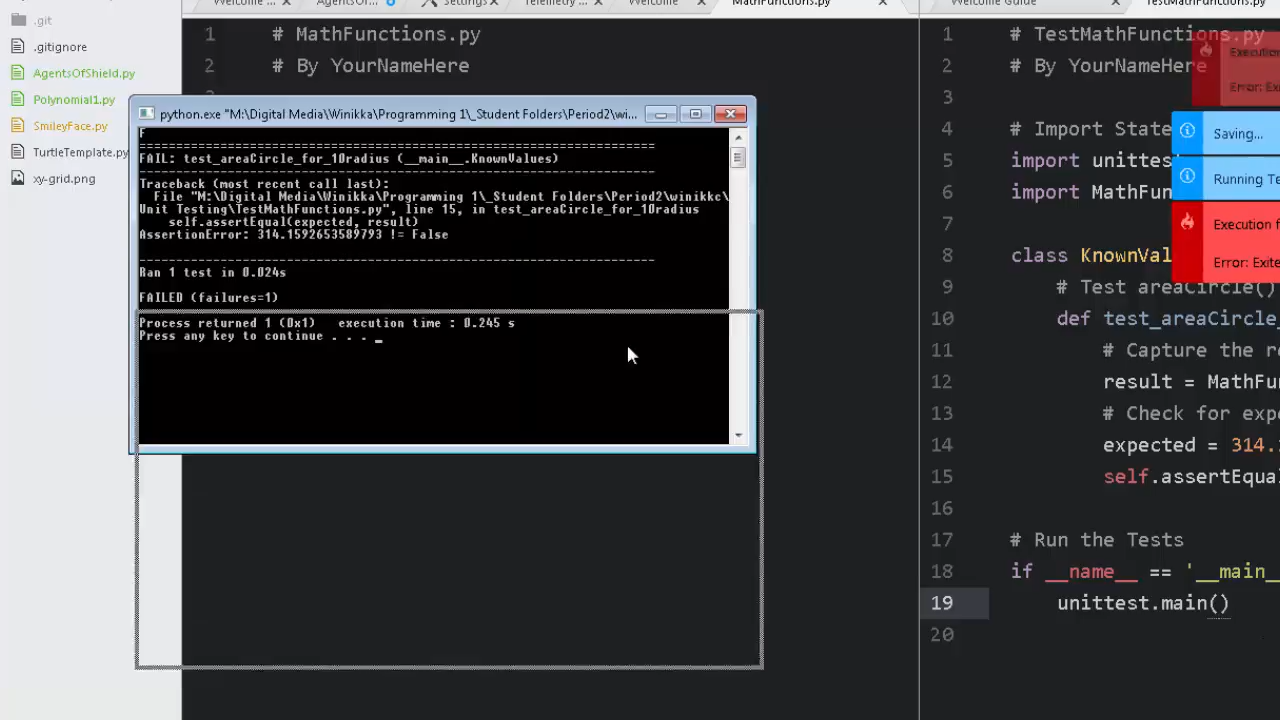 Welcome
AgentsOf...
Settings
Telemetry ...
Welcome
MathFunctions.py
Welcome Guide
TestMathFunctions.py
.git
.gitignore
AgentsOfShield.py
Polynomial1.py
SmileyFace.py
TurtleTemplate.py
xy-grid.png
1 # MathFunctions.py
2 # By YourNameHere
python.exe "M:\Digital Media\Winikka\Programming 1\_Student Folders\Period2\wi...
F
======================================================================
FAIL: test_areaCircle_for_10radius (__main__.KnownValues)
----------------------------------------------------------------------
Traceback (most recent call last):
File "M:\Digital Media\Winikka\Programming 1\_Student Folders\Period2\winikkc\
Unit Testing\TestMathFunctions.py", line 15, in test_areaCircle_for_10radius
self.assertEqual(expected, result)
AssertionError: 314.1592653589793 != False
----------------------------------------------------------------------
Ran 1 test in 0.024s
FAILED (failures=1)
Process returned 1 (0x1)   execution time : 0.245 s
Press any key to continue . . . _
1 # TestMathFunctions.py
2 # By YourNameHere
3
4 # Import State
5 import unittes
6 import MathFun
7
8 class KnownVal
9 # Test areaCircle()
10 def test_areaCircle_
11 # Capture the re
12 result = MathFu
13 # Check for expe
14 expected = 314.
15 self.assertEqua
16
17 # Run the Tests
18 if __name__ == '__main_
19 unittest.main()
20
Execution
Error: Exi
Saving...
Running Te
Execution f
Error: Exite